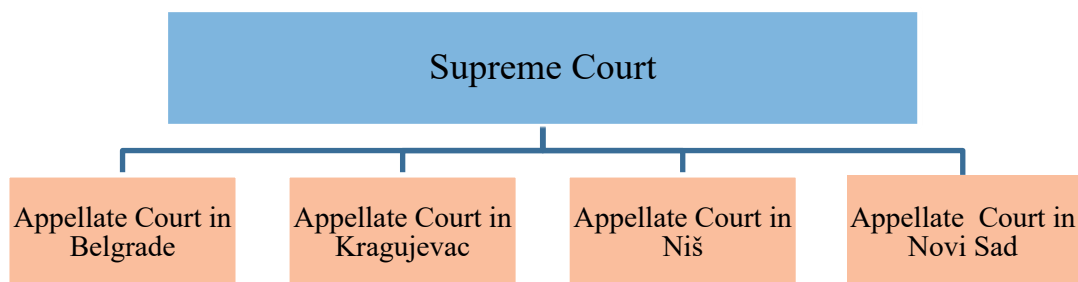 Supreme Court
Appellate Court in
Belgrade
Appellate Court in
Kragujevac
Appellate Court in
Niš
Appellate Court in
Novi Sad